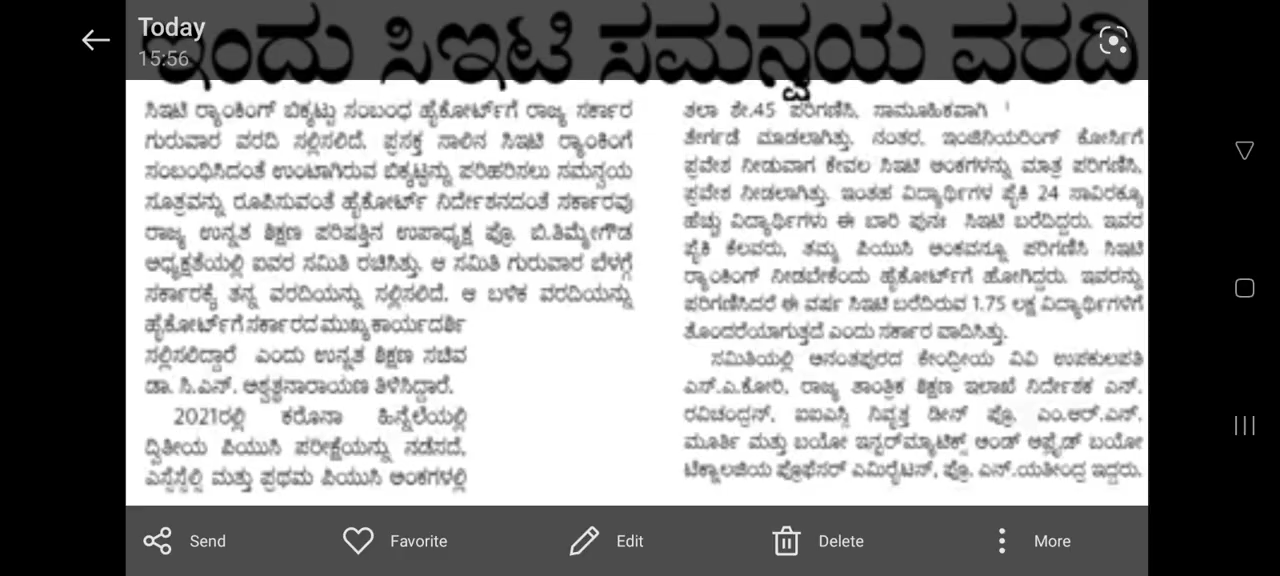 Today
15:56
ಇಂದು ಸಿಇಟಿ ಸಮನ್ವಯ ವರದಿ
ಸಿಇಟಿ ರ‍್ಯಾಂಕಿಂಗ್ ಬಿಕ್ಕಟ್ಟು ಸಂಬಂಧ ಹೈಕೋರ್ಟ್‌ಗೆ ರಾಜ್ಯ ಸರ್ಕಾರ
ಗುರುವಾರ ವರದಿ ಸಲ್ಲಿಸಲಿದೆ. ಪ್ರಸಕ್ತ ಸಾಲಿನ ಸಿಇಟಿ ರ‍್ಯಾಂಕಿಂಗೆ
ಸಂಬಂಧಿಸಿದಂತೆ ಉಂಟಾಗಿರುವ ಬಿಕ್ಕಟ್ಟನ್ನು ಪರಿಹರಿಸಲು ಸಮನ್ವಯ
ಸೂತ್ರವನ್ನು ರೂಪಿಸುವಂತೆ ಹೈಕೋರ್ಟ್ ನಿರ್ದೇಶನದಂತೆ ಸರ್ಕಾರವು
ರಾಜ್ಯ ಉನ್ನತ ಶಿಕ್ಷಣ ಪರಿಷತ್ತಿನ ಉಪಾಧ್ಯಕ್ಷ ಪ್ರೊ. ಬಿ.ತಿಮ್ಮೇಗೌಡ
ಅಧ್ಯಕ್ಷತೆಯಲ್ಲಿ ಐವರ ಸಮಿತಿ ರಚಿಸಿತ್ತು. ಆ ಸಮಿತಿ ಗುರುವಾರ ಬೆಳಗ್ಗೆ
ಸರ್ಕಾರಕ್ಕೆ ತನ್ನ ವರದಿಯನ್ನು ಸಲ್ಲಿಸಲಿದೆ. ಆ ಬಳಿಕ ವರದಿಯನ್ನು
ಹೈಕೋರ್ಟ್‌ಗೆ ಸರ್ಕಾರದ ಮುಖ್ಯ ಕಾರ್ಯದರ್ಶಿ
ಸಲ್ಲಿಸಲಿದ್ದಾರೆ ಎಂದು ಉನ್ನತ ಶಿಕ್ಷಣ ಸಚಿವ
ಡಾ. ಸಿ.ಎನ್. ಅಶ್ವತ್ಥನಾರಾಯಣ ತಿಳಿಸಿದ್ದಾರೆ.
2021ರಲ್ಲಿ ಕರೊನಾ ಹಿನ್ನೆಲೆಯಲ್ಲಿ
ದ್ವಿತೀಯ ಪಿಯುಸಿ ಪರೀಕ್ಷೆಯನ್ನು ನಡೆಸದೆ,
ಎಸ್ಸೆಸ್ಸೆಲ್ಸಿ ಮತ್ತು ಪ್ರಥಮ ಪಿಯುಸಿ ಅಂಕಗಳಲ್ಲಿ
ತಲಾ ಶೇ.45 ಪರಿಗಣಿಸಿ, ಸಾಮೂಹಿಕವಾಗಿ
ತೇರ್ಗಡೆ ಮಾಡಲಾಗಿತ್ತು. ನಂತರ, ಇಂಜಿನಿಯರಿಂಗ್ ಕೋರ್ಸಿಗೆ
ಪ್ರವೇಶ ನೀಡುವಾಗ ಕೇವಲ ಸಿಇಟಿ ಅಂಕಗಳನ್ನು ಮಾತ್ರ ಪರಿಗಣಿಸಿ,
ಪ್ರವೇಶ ನೀಡಲಾಗಿತ್ತು. ಇಂತಹ ವಿದ್ಯಾರ್ಥಿಗಳ ಪೈಕಿ 24 ಸಾವಿರಕ್ಕೂ
ಹೆಚ್ಚು ವಿದ್ಯಾರ್ಥಿಗಳು ಈ ಬಾರಿ ಪುನಃ ಸಿಇಟಿ ಬರೆದಿದ್ದರು. ಇವರ
ಪೈಕಿ ಕೆಲವರು, ತಮ್ಮ ಪಿಯುಸಿ ಅಂಕವನ್ನೂ ಪರಿಗಣಿಸಿ ಸಿಇಟಿ
ರ‍್ಯಾಂಕಿಂಗ್ ನೀಡಬೇಕೆಂದು ಹೈಕೋರ್ಟ್‌ಗೆ ಹೋಗಿದ್ದರು. ಇವರನ್ನು
ಪರಿಗಣಿಸಿದರೆ ಈ ವರ್ಷ ಸಿಇಟಿ ಬರೆದಿರುವ 1.75 ಲಕ್ಷ ವಿದ್ಯಾರ್ಥಿಗಳಿಗೆ
ತೊಂದರೆಯಾಗುತ್ತದೆ ಎಂದು ಸರ್ಕಾರ ವಾದಿಸಿತ್ತು.
ಸಮಿತಿಯಲ್ಲಿ ಅನಂತಪುರದ ಕೇಂದ್ರೀಯ ವಿವಿ ಉಪಕುಲಪತಿ
ಎಸ್.ಎ.ಕೋರಿ, ರಾಜ್ಯ ತಾಂತ್ರಿಕ ಶಿಕ್ಷಣ ಇಲಾಖೆ ನಿರ್ದೇಶಕ ಎನ್.
ರವಿಚಂದ್ರನ್, ಐಐಎಸ್ಸಿ ನಿವೃತ್ತ ಡೀನ್ ಪ್ರೊ. ಎಂ.ಆರ್.ಎನ್.
ಮೂರ್ತಿ ಮತ್ತು ಬಯೋ ಇನ್ಫರ್‌ಮ್ಯಾಟಿಕ್ಸ್ ಅಂಡ್ ಅಪ್ಲೈಡ್ ಬಯೋ
ಟೆಕ್ನಾಲಜಿಯ ಪ್ರೊಫೆಸರ್ ಎಮಿರೈಟಸ್, ಪ್ರೊ. ಎನ್.ಯತೀಂದ್ರ ಇದ್ದರು.
Send
Favorite
Edit
Delete
More